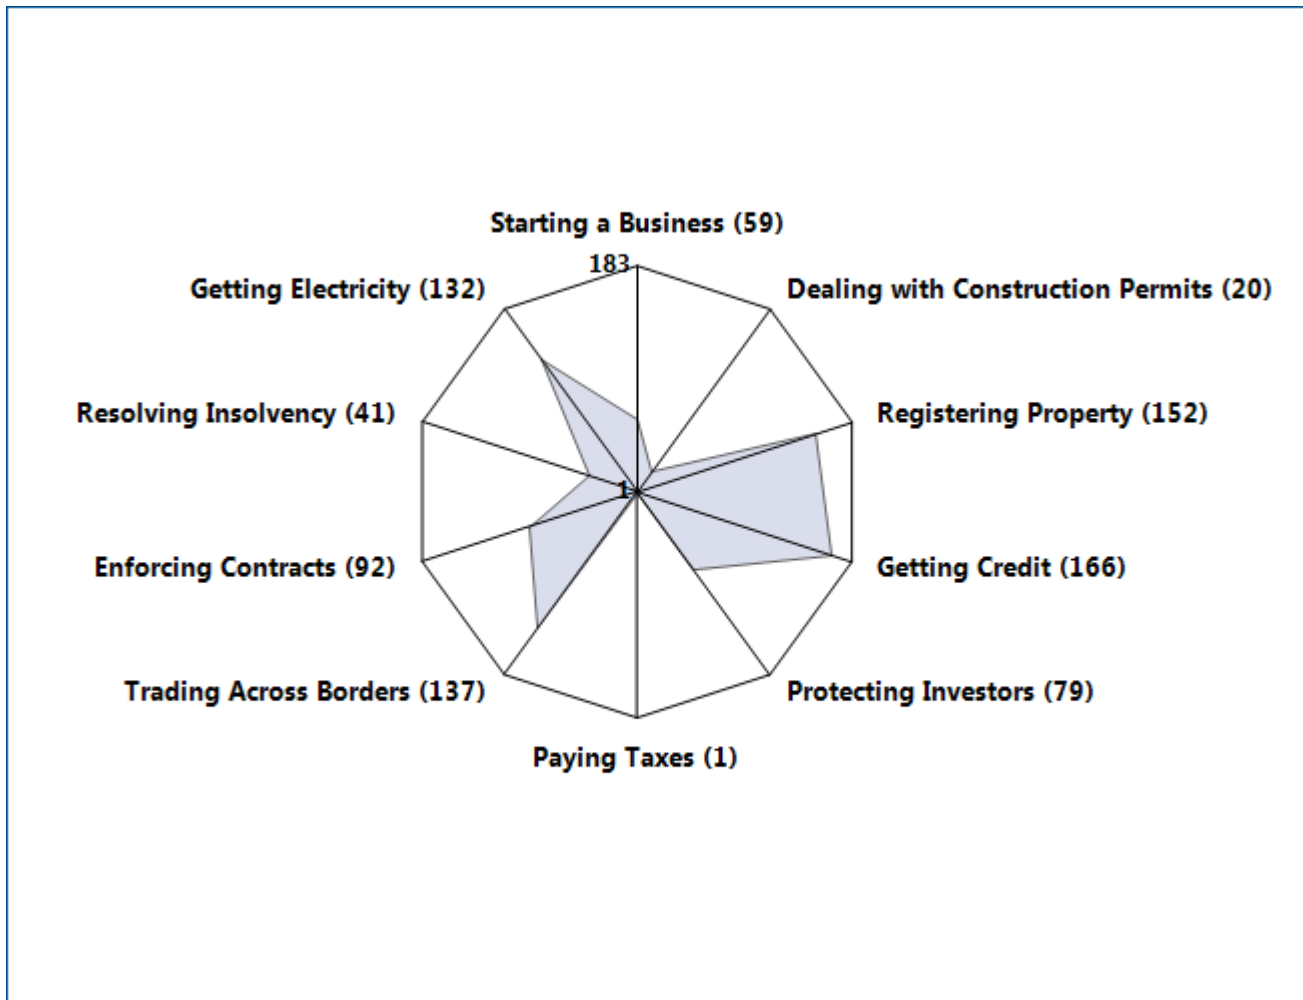 Starting a Business (59)
183
Getting Electricity (132)
Dealing with Construction Permits (20)
Resolving Insolvency (41)
Registering Property (152)
1
Enforcing Contracts (92)
Getting Credit (166)
Trading Across Borders (137)
Protecting Investors (79)
Paying Taxes (1)